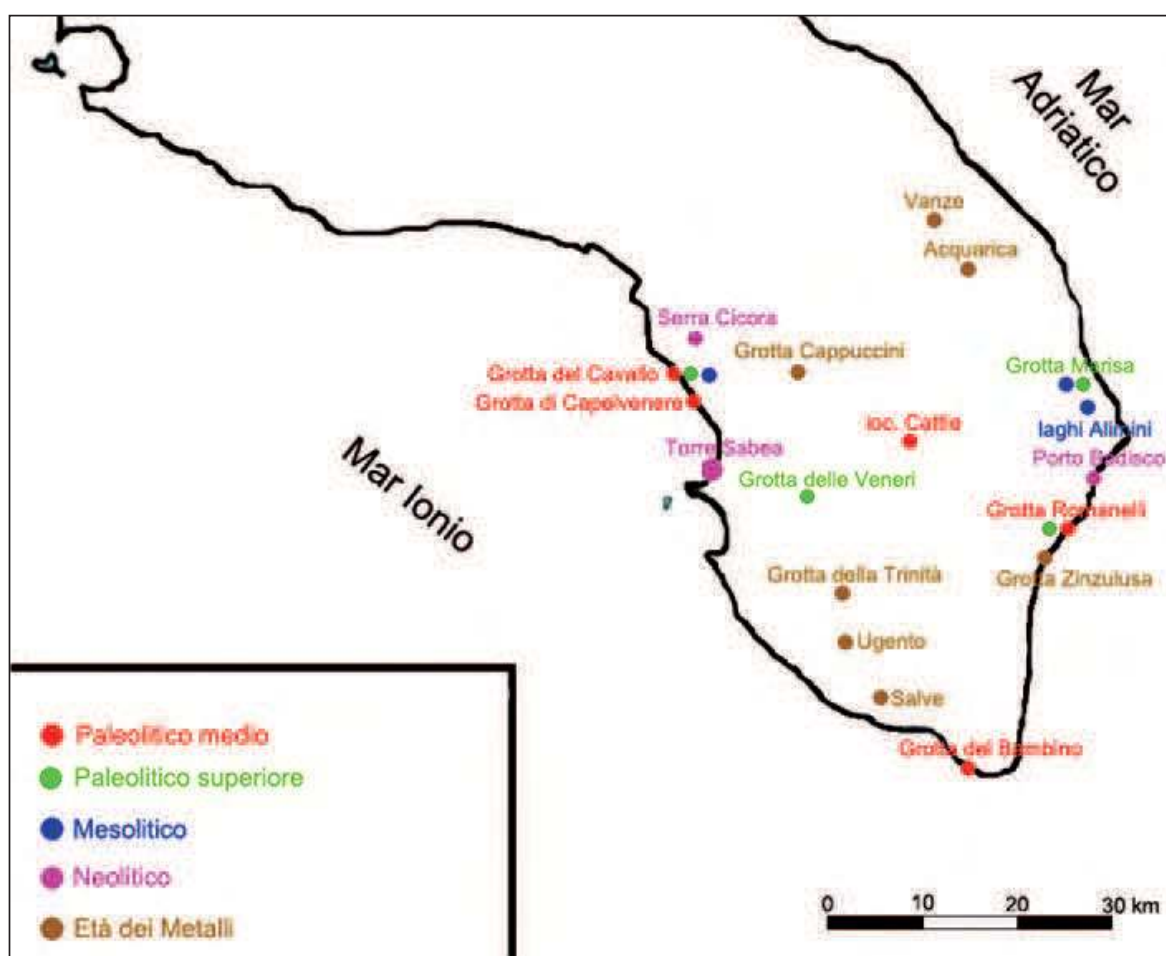 Mar
Adriatico
Vanze
Acquarica
Serra Cicora
Grotta Cappuccini
Grotta Marisa
Grotta del Cavallo
Grotta di Capelvenere
loc. Cattie
laghi Alimini
Torre Sabea
Porto Badisco
Mar Ionio
Grotta delle Veneri
Grotta Romanelli
Grotta della Trinità
Grotta Zinzulusa
Ugento
Salve
Grotta del Bambino
Paleolitico medio
Paleolitico superiore
Mesolitico
Neolitico
Età dei Metalli
0 10 20 30 km